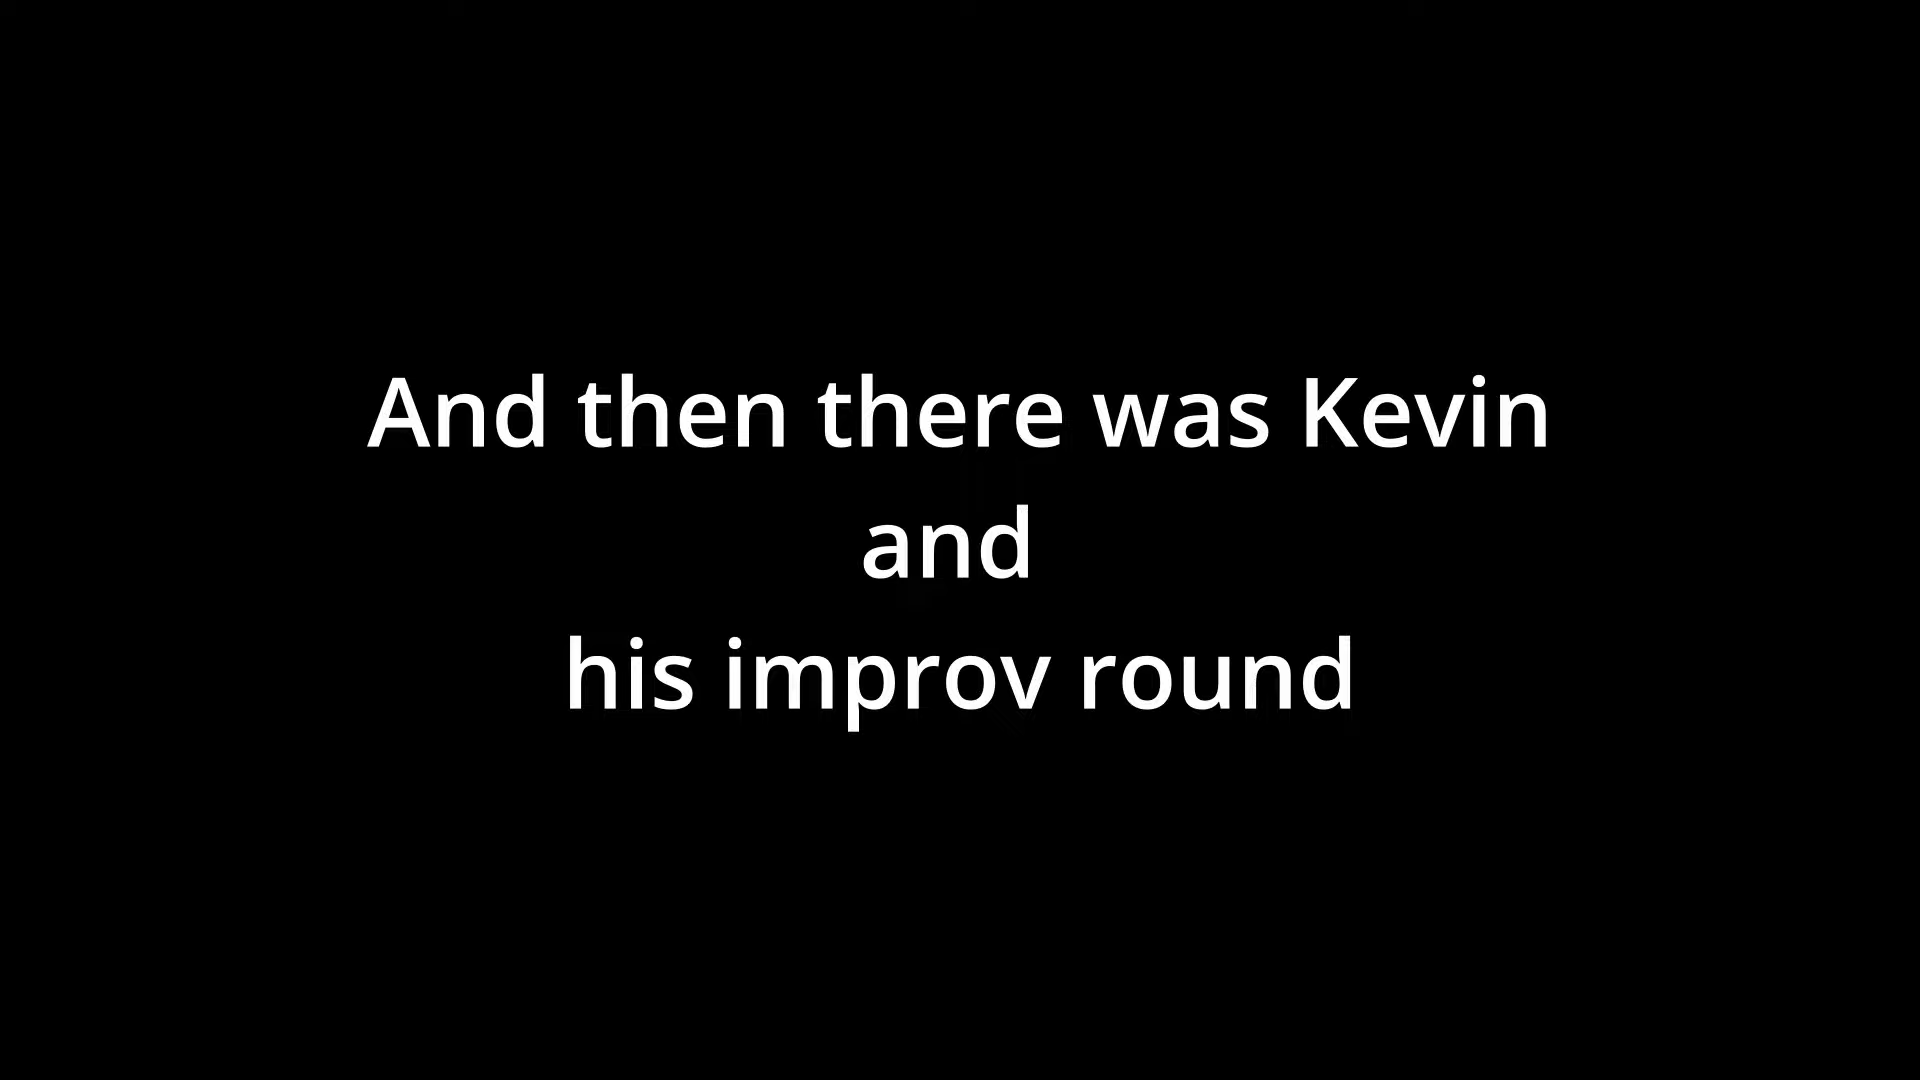 And then there was Kevin
and
his improv round